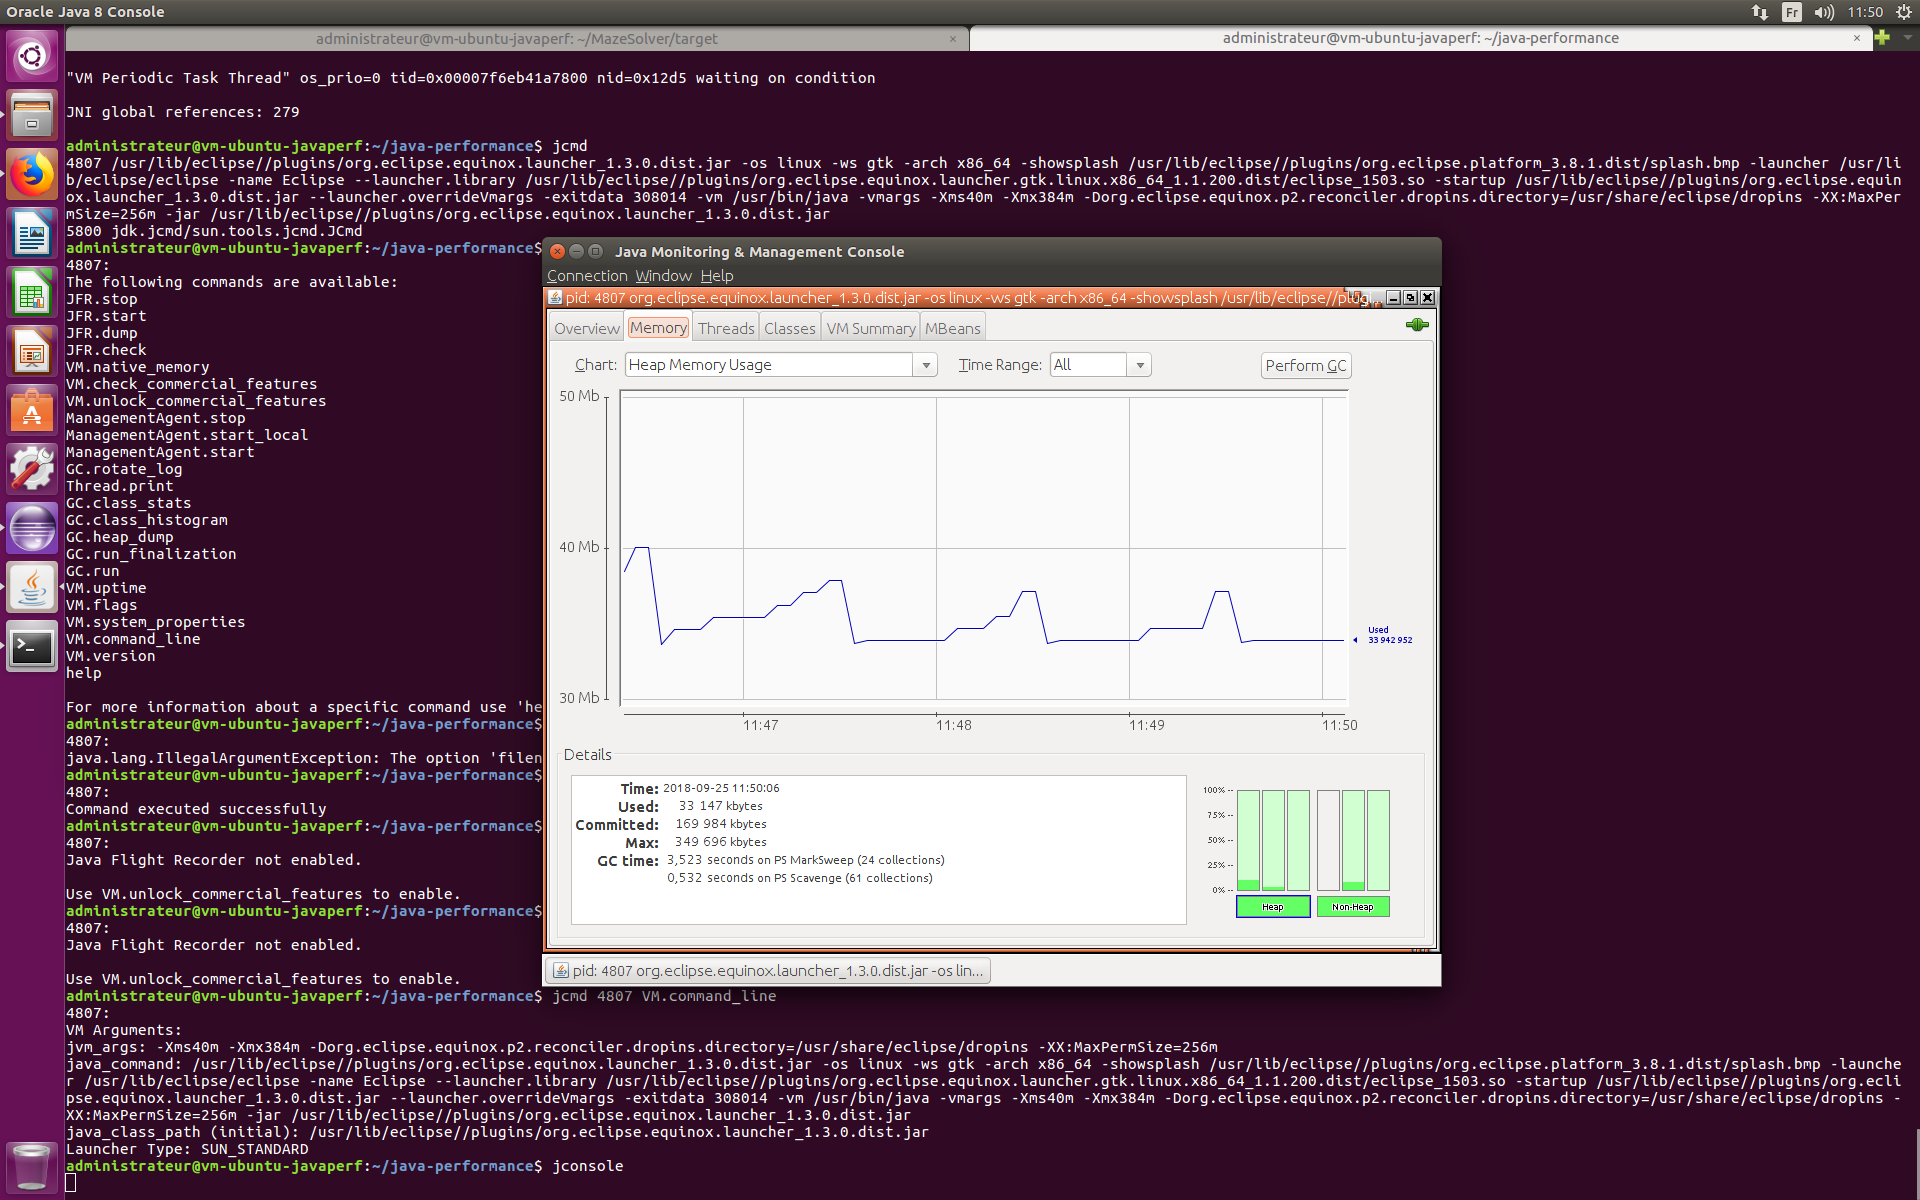 Oracle Java 8 Console
Fr
11:50
administrateur@vm-ubuntu-javaperf: ~/MazeSolver/target ×
administrateur@vm-ubuntu-javaperf: ~/java-performance ×
"VM Periodic Task Thread" os_prio=0 tid=0x00007f6eb41a7800 nid=0x12d5 waiting on condition
JNI global references: 279
administrateur@vm-ubuntu-javaperf:~/java-performance$ jcmd
4807 /usr/lib/eclipse//plugins/org.eclipse.equinox.launcher_1.3.0.dist.jar -os linux -ws gtk -arch x86_64 -showsplash /usr/lib/eclipse//plugins/org.eclipse.platform_3.8.1.dist/splash.bmp -launcher /usr/li
b/eclipse/eclipse -name Eclipse --launcher.library /usr/lib/eclipse//plugins/org.eclipse.equinox.launcher.gtk.linux.x86_64_1.1.200.dist/eclipse_1503.so -startup /usr/lib/eclipse//plugins/org.eclipse.equin
ox.launcher_1.3.0.dist.jar --launcher.overrideVmargs -exitdata 308014 -vm /usr/bin/java -vmargs -Xms40m -Xmx384m -Dorg.eclipse.equinox.p2.reconciler.dropins.directory=/usr/share/eclipse/dropins -XX:MaxPer
mSize=256m -jar /usr/lib/eclipse//plugins/org.eclipse.equinox.launcher_1.3.0.dist.jar
5800 jdk.jcmd/sun.tools.jcmd.JCmd
administrateur@vm-ubuntu-javaperf:~/java-performance$
4807:
The following commands are available:
JFR.stop
JFR.start
JFR.dump
JFR.check
VM.native_memory
VM.check_commercial_features
VM.unlock_commercial_features
ManagementAgent.stop
ManagementAgent.start_local
ManagementAgent.start
GC.rotate_log
Thread.print
GC.class_stats
GC.class_histogram
GC.heap_dump
GC.run_finalization
GC.run
VM.uptime
VM.flags
VM.system_properties
VM.command_line
VM.version
help
For more information about a specific command use 'he
administrateur@vm-ubuntu-javaperf:~/java-performance$
4807:
java.lang.IllegalArgumentException: The option 'filen
administrateur@vm-ubuntu-javaperf:~/java-performance$
4807:
Command executed successfully
administrateur@vm-ubuntu-javaperf:~/java-performance$
4807:
Java Flight Recorder not enabled.
Use VM.unlock_commercial_features to enable.
administrateur@vm-ubuntu-javaperf:~/java-performance$
4807:
Java Flight Recorder not enabled.
Use VM.unlock_commercial_features to enable.
administrateur@vm-ubuntu-javaperf:~/java-performance$ jcmd 4807 VM.command_line
4807:
VM Arguments:
jvm_args: -Xms40m -Xmx384m -Dorg.eclipse.equinox.p2.reconciler.dropins.directory=/usr/share/eclipse/dropins -XX:MaxPermSize=256m
java_command: /usr/lib/eclipse//plugins/org.eclipse.equinox.launcher_1.3.0.dist.jar -os linux -ws gtk -arch x86_64 -showsplash /usr/lib/eclipse//plugins/org.eclipse.platform_3.8.1.dist/splash.bmp -launche
r /usr/lib/eclipse/eclipse -name Eclipse --launcher.library /usr/lib/eclipse//plugins/org.eclipse.equinox.launcher.gtk.linux.x86_64_1.1.200.dist/eclipse_1503.so -startup /usr/lib/eclipse//plugins/org.ecli
pse.equinox.launcher_1.3.0.dist.jar --launcher.overrideVmargs -exitdata 308014 -vm /usr/bin/java -vmargs -Xms40m -Xmx384m -Dorg.eclipse.equinox.p2.reconciler.dropins.directory=/usr/share/eclipse/dropins -
XX:MaxPermSize=256m -jar /usr/lib/eclipse//plugins/org.eclipse.equinox.launcher_1.3.0.dist.jar
java_class_path (initial): /usr/lib/eclipse//plugins/org.eclipse.equinox.launcher_1.3.0.dist.jar
Launcher Type: SUN_STANDARD
administrateur@vm-ubuntu-javaperf:~/java-performance$ jconsole
Java Monitoring & Management Console
Connection Window Help
pid: 4807 org.eclipse.equinox.launcher_1.3.0.dist.jar -os linux -ws gtk -arch x86_64 -showsplash /usr/lib/eclipse//plugi...
Overview Memory Threads Classes VM Summary MBeans
Chart: Heap Memory Usage Time Range: All Perform GC
50 Mb
40 Mb
30 Mb
Used
33 942 952
11:47 11:48 11:49 11:50
Details
Time: 2018-09-25 11:50:06
Used: 33 147 kbytes
Committed: 169 984 kbytes
Max: 349 696 kbytes
GC time: 3,523 seconds on PS MarkSweep (24 collections)
0,532 seconds on PS Scavenge (61 collections)
100% --
75% --
50% --
25% --
0% --
Heap Non-Heap
pid: 4807 org.eclipse.equinox.launcher_1.3.0.dist.jar -os lin...